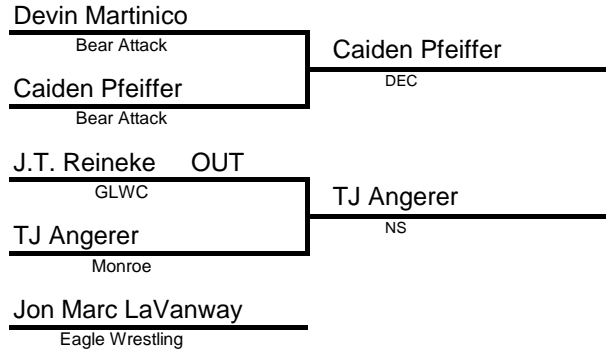 Devin Martinico
Bear Attack
Caiden Pfeiffer
DEC
Caiden Pfeiffer
Bear Attack
J.T. Reineke OUT
GLWC
TJ Angerer
NS
TJ Angerer
Monroe
Jon Marc LaVanway
Eagle Wrestling